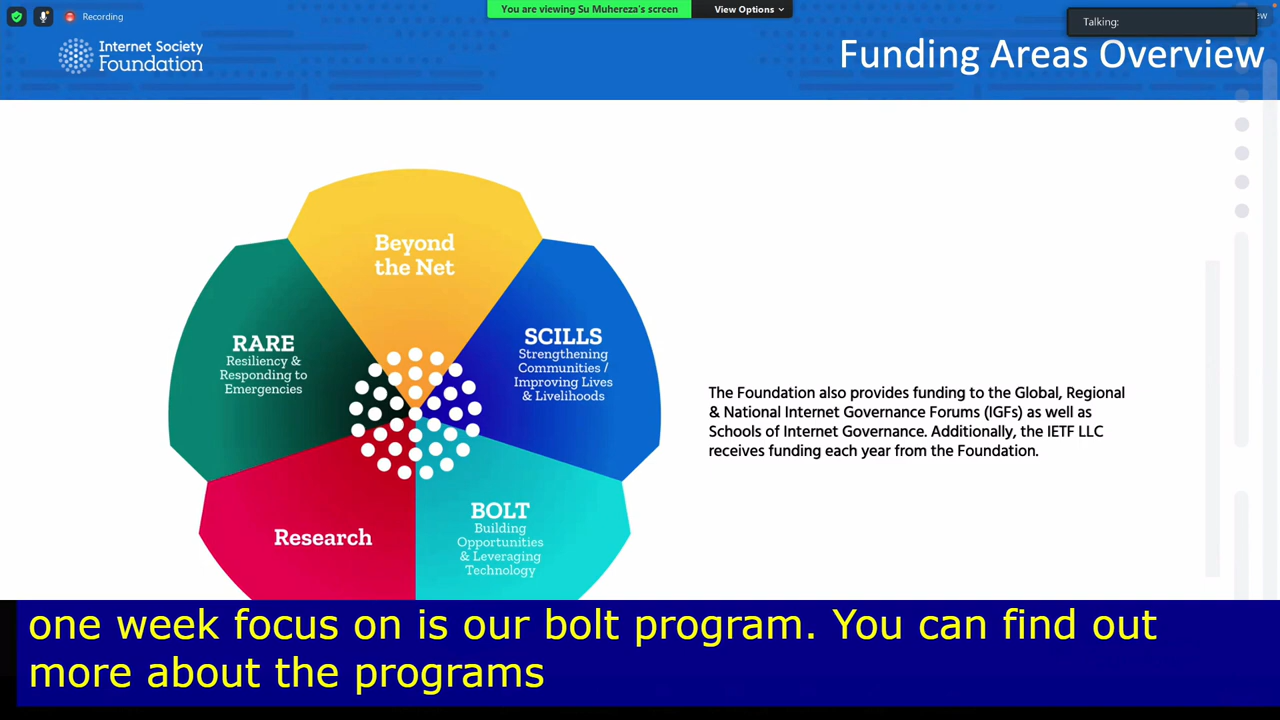 Recording
You are viewing Su Muhereza's screen
View Options
Talking:
ew
Internet Society
Foundation
Funding Areas Overview
Beyond
the Net
RARE
Resiliency &
Responding to
Emergencies
SCILLS
Strengthening
Communities /
Improving Lives
& Livelihoods
The Foundation also provides funding to the Global, Regional
& National Internet Governance Forums (IGFs) as well as
Schools of Internet Governance. Additionally, the IETF LLC
receives funding each year from the Foundation.
Research
BOLT
Building
Opportunities
& Leveraging
Technology
one week focus on is our bolt program. You can find out
more about the programs